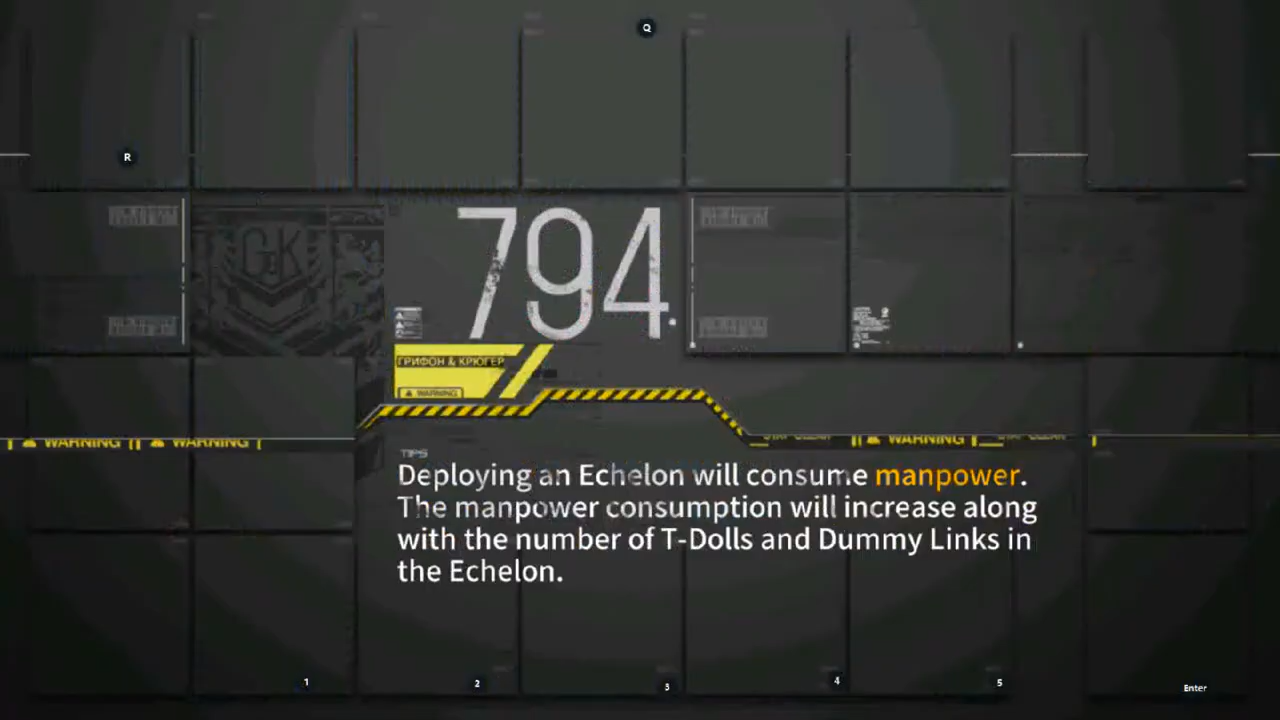 Q
R
G&K
794.
ГРИФОН & КРЮГЕР
WARNING
WARNING
WARNING
WARNING
TIPS
Deploying an Echelon will consume manpower.
The manpower consumption will increase along
with the number of T-Dolls and Dummy Links in
the Echelon.
1
2
3
4
5
Enter